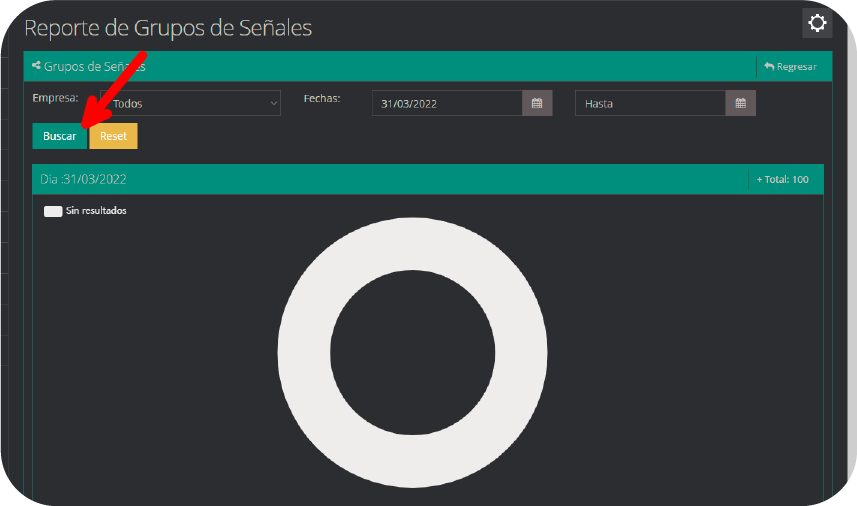 Reporte de Grupos de Señales
Grupos de Señales
Regresar
Empresa:
Todos
Fechas:
31/03/2022
Hasta
Buscar
Reset
Dia :31/03/2022
+ Total: 100
Sin resultados